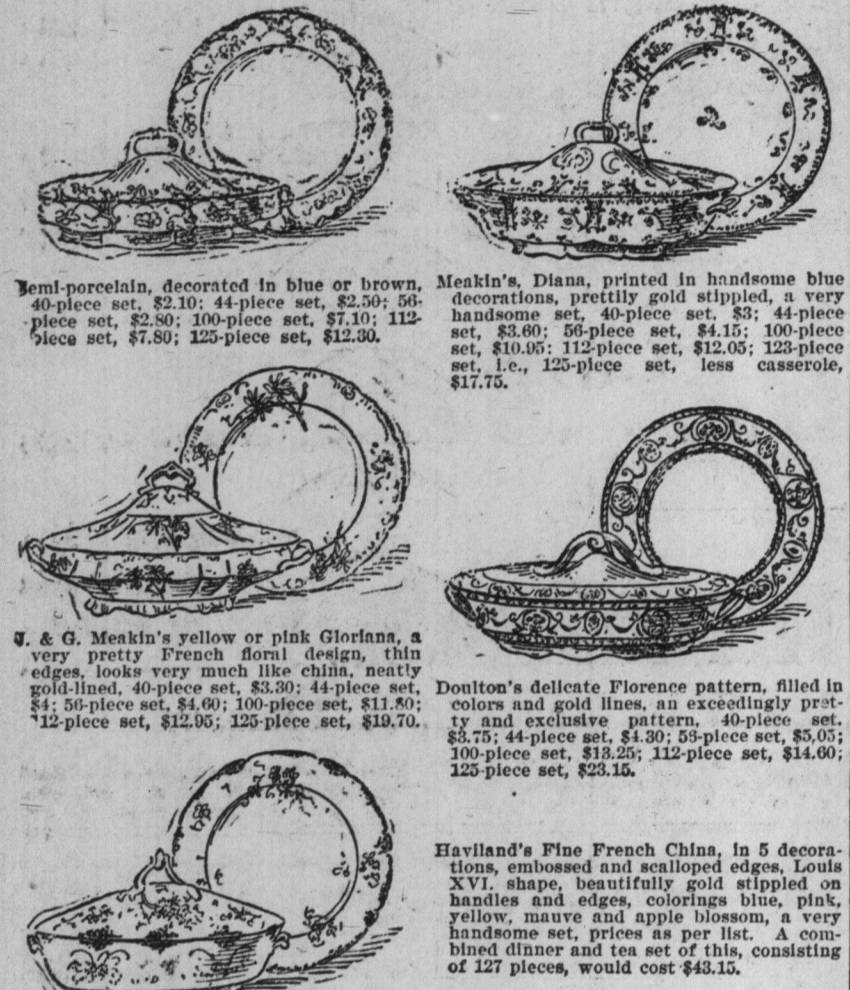 Semi-porcelain, decorated in blue or brown,
40-piece set, $2.10; 44-piece set, $2.50; 56-
piece set, $2.80; 100-piece set, $7.10; 112-
piece set, $7.80; 125-piece set, $12.30.
Meakin's, Diana, printed in handsome blue
decorations, prettily gold stippled, a very
handsome set, 40-piece set, $3; 44-piece
set, $3.60; 56-piece set, $4.15; 100-piece
set, $10.95; 112-piece set, $12.05; 123-piece
set, i.e., 125-piece set, less casserole,
$17.75.
J. & G. Meakin's yellow or pink Gloriana, a
very pretty French floral design, thin
edges, looks very much like china, neatly
gold-lined, 40-piece set, $3.30; 44-piece set,
$4; 56-piece set, $4.60; 100-piece set, $11.80;
112-piece set, $12.95; 125-piece set, $19.70.
Doulton's delicate Florence pattern, filled in
colors and gold lines, an exceedingly pret-
ty and exclusive pattern, 40-piece set.
$3.75; 44-piece set, $4.30; 56-piece set, $5,05;
100-piece set, $13.25; 112-piece set, $14.60;
125-piece set, $23.15.
Haviland's Fine French China, in 5 decora-
tions, embossed and scalloped edges, Louis
XVI. shape, beautifully gold stippled on
handles and edges, colorings blue, pink,
yellow, mauve and apple blossom, a very
handsome set, prices as per list. A com-
bined dinner and tea set of this, consisting
of 127 pieces, would cost $43.15.